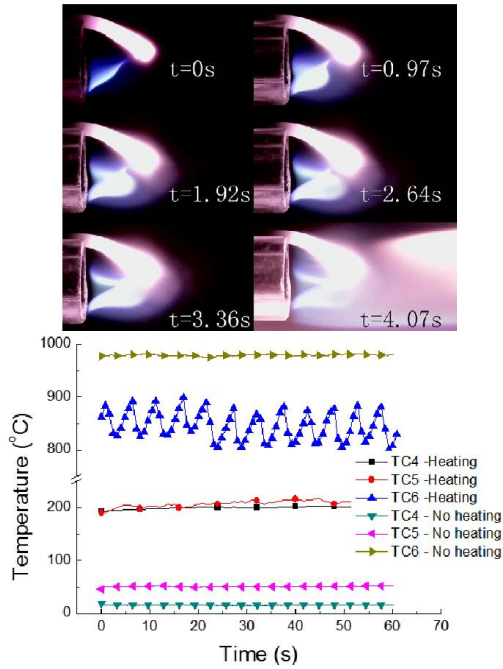 t=0s t=0.97s
t=1.92s t=2.64s
t=3.36s t=4.07s
1000
900
800
200
100
50
0
Temperature (°C)
TC4 -Heating
TC5 -Heating
TC6 -Heating
TC4 - No heating
TC5 - No heating
TC6 - No heating
0 10 20 30 40 50 60 70 80
Time (s)